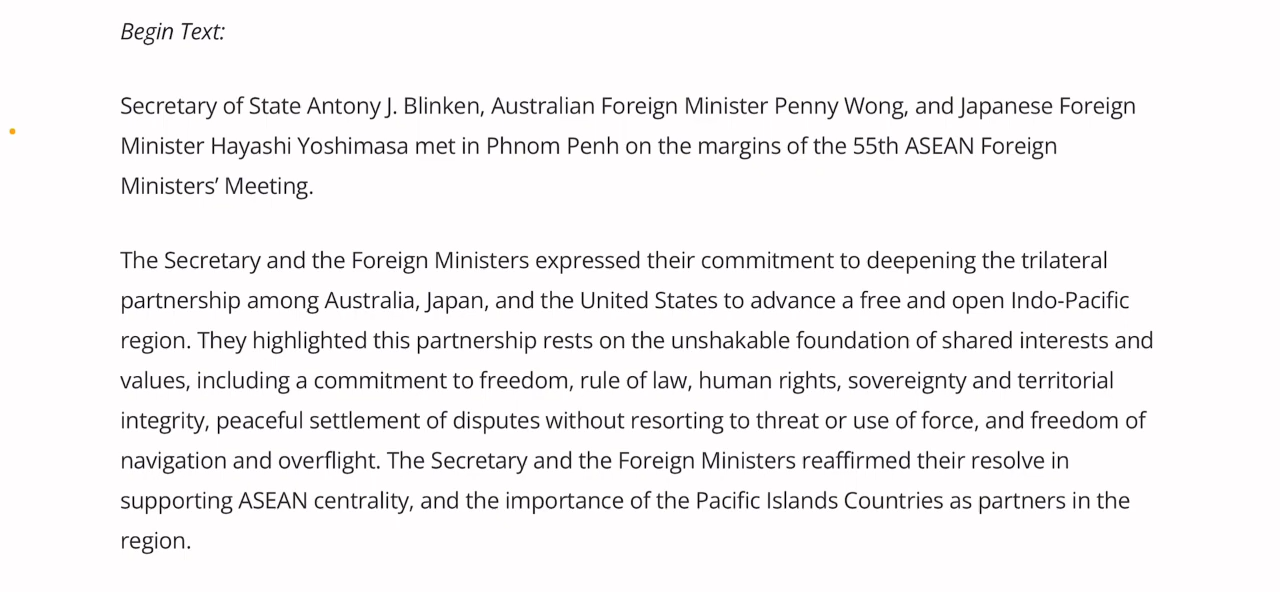 Begin Text:
Secretary of State Antony J. Blinken, Australian Foreign Minister Penny Wong, and Japanese Foreign
Minister Hayashi Yoshimasa met in Phnom Penh on the margins of the 55th ASEAN Foreign
Ministers’ Meeting.
The Secretary and the Foreign Ministers expressed their commitment to deepening the trilateral
partnership among Australia, Japan, and the United States to advance a free and open Indo-Pacific
region. They highlighted this partnership rests on the unshakable foundation of shared interests and
values, including a commitment to freedom, rule of law, human rights, sovereignty and territorial
integrity, peaceful settlement of disputes without resorting to threat or use of force, and freedom of
navigation and overflight. The Secretary and the Foreign Ministers reaffirmed their resolve in
supporting ASEAN centrality, and the importance of the Pacific Islands Countries as partners in the
region.